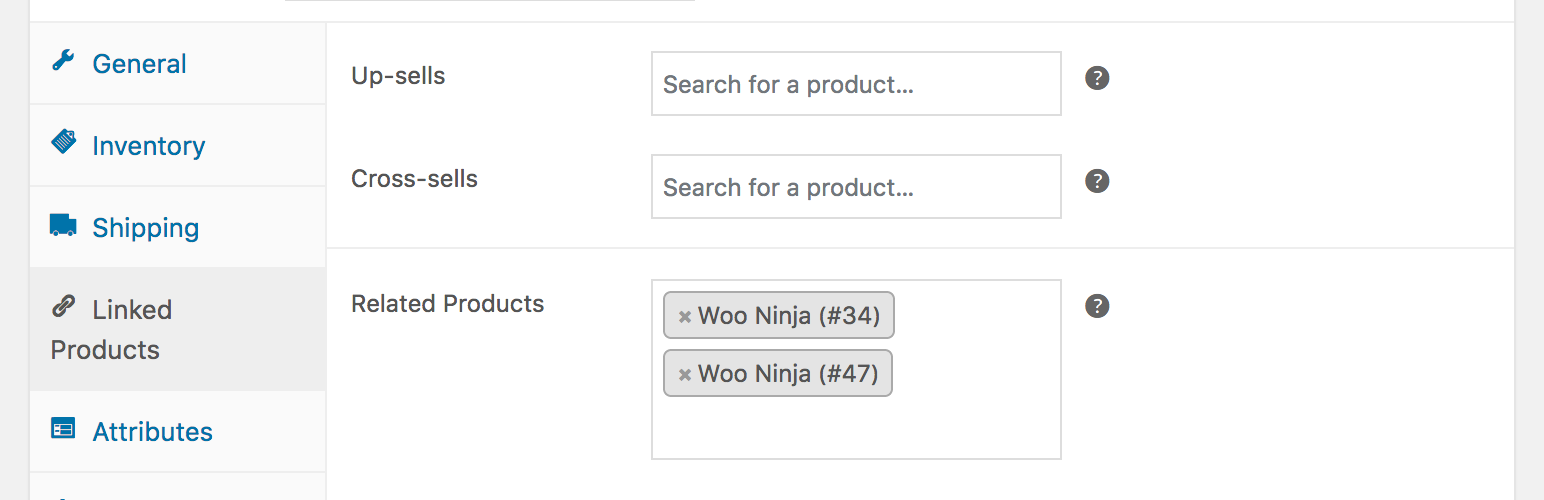 General
Inventory
Shipping
Linked
Products
Attributes
Up-sells
Search for a product...
?
Cross-sells
Search for a product...
?
Related Products
× Woo Ninja (#34)
× Woo Ninja (#47)
?